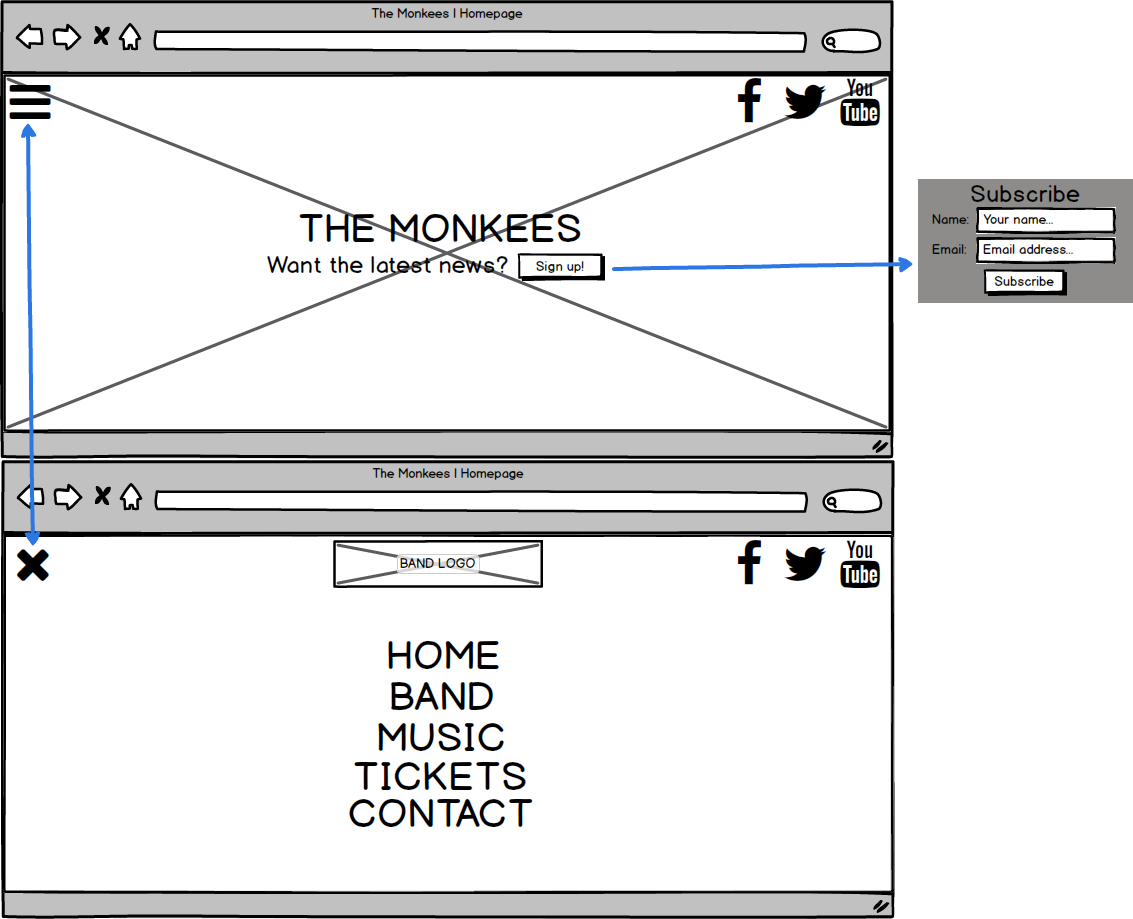 The Monkees | Homepage
You
Tube
THE MONKEES
Want the latest news? Sign up!
Subscribe
Name: Your name...
Email: Email address...
Subscribe
The Monkees | Homepage
BAND LOGO
You
Tube
HOME
BAND
MUSIC
TICKETS
CONTACT